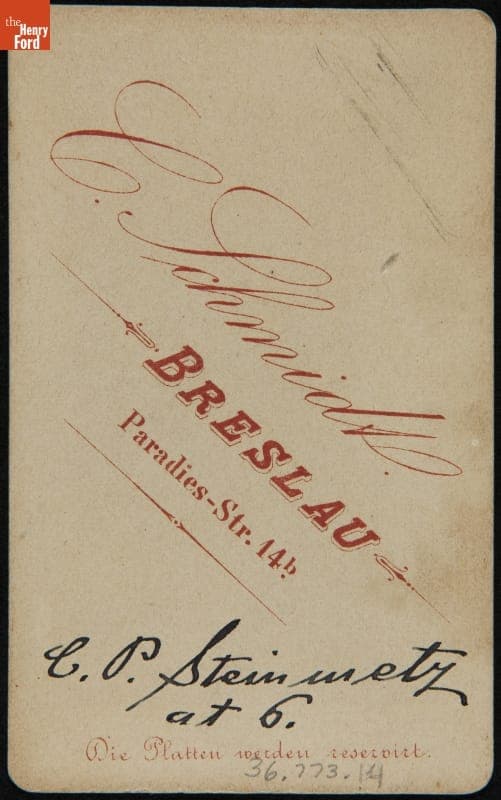 the
Henry
Ford
C. Schmidt.
BRESLAU
Paradies-Str. 14b.
C. P. Steinmetz
at 6.
Die Platten werden reservirt.
36.773.14